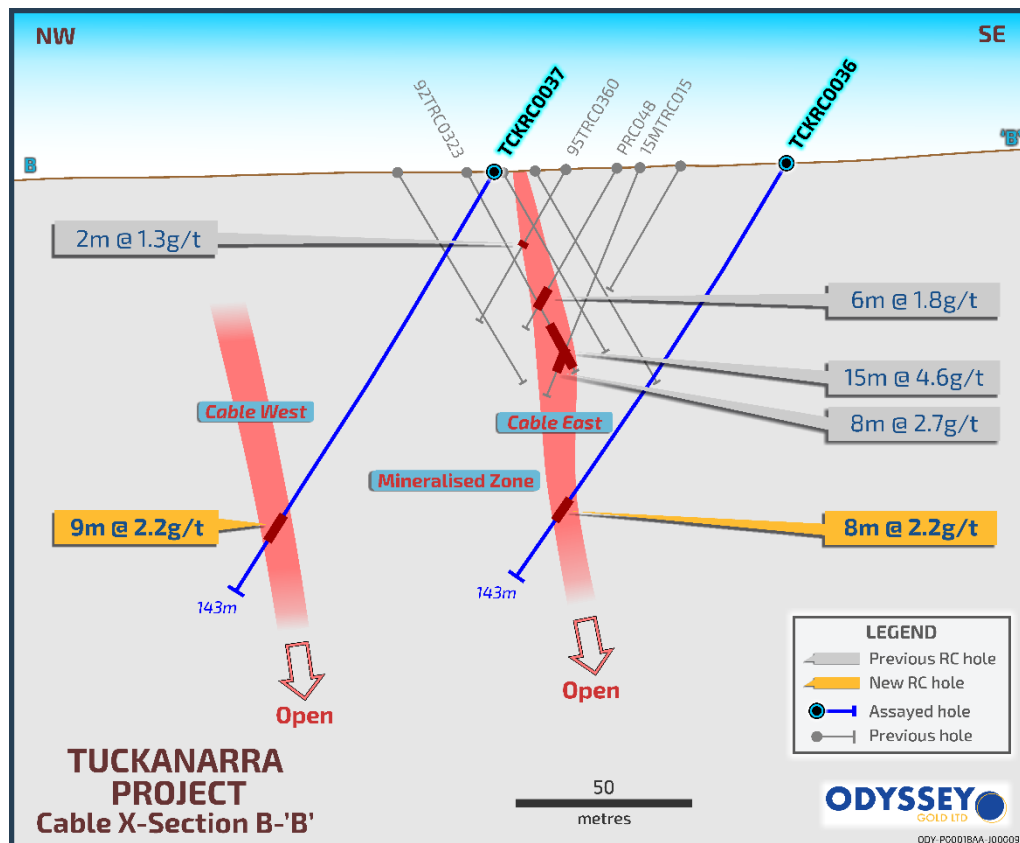 NW
SE
92TRC0323
TCKRC0037
95TRC0360
PRC048
15MTRC015
TCKRC0036
B
'B'
2m @ 1.3g/t
6m @ 1.8g/t
15m @ 4.6g/t
8m @ 2.7g/t
Cable West
Cable East
Mineralised Zone
9m @ 2.2g/t
8m @ 2.2g/t
143m
143m
Open
Open
LEGEND
Previous RC hole
New RC hole
Assayed hole
Previous hole
TUCKANARRA
PROJECT
Cable X-Section B-'B'
50
metres
ODYSSEY
GOLD LTD
ODY-PG001BAA-J00009